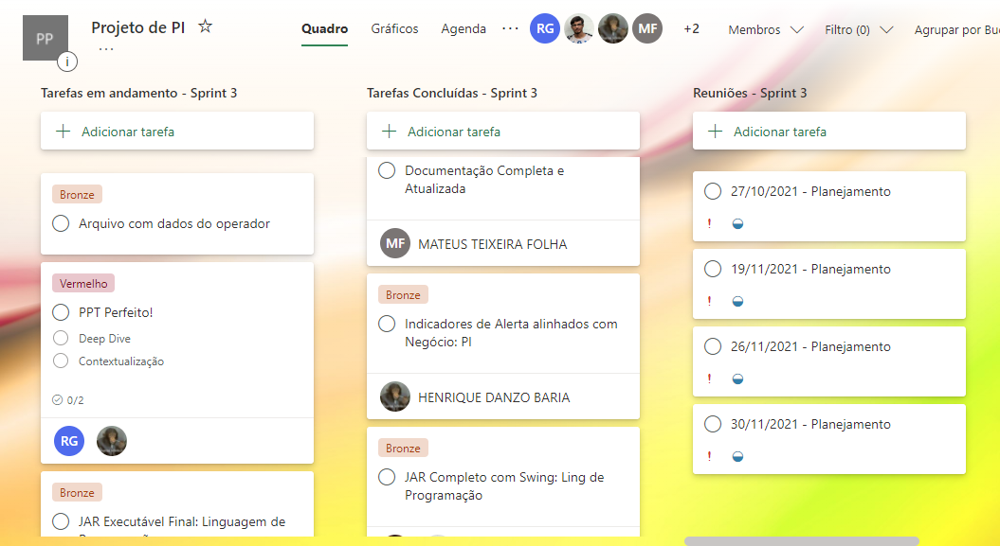 PP
Projeto de PI
Quadro
Gráficos
Agenda
RG
MF
+2
Membros
Filtro (0)
Agrupar por Bu
Tarefas em andamento - Sprint 3
Adicionar tarefa
Bronze
Arquivo com dados do operador
Vermelho
PPT Perfeito!
Deep Dive
Contextualização
0/2
RG
Bronze
JAR Executável Final: Linguagem de
Tarefas Concluídas - Sprint 3
Adicionar tarefa
Documentação Completa e
Atualizada
MF MATEUS TEIXEIRA FOLHA
Bronze
Indicadores de Alerta alinhados com
Negócio: PI
HENRIQUE DANZO BARIA
Bronze
JAR Completo com Swing: Ling de
Programação
Reuniões - Sprint 3
Adicionar tarefa
27/10/2021 - Planejamento
!
19/11/2021 - Planejamento
!
26/11/2021 - Planejamento
!
30/11/2021 - Planejamento
!